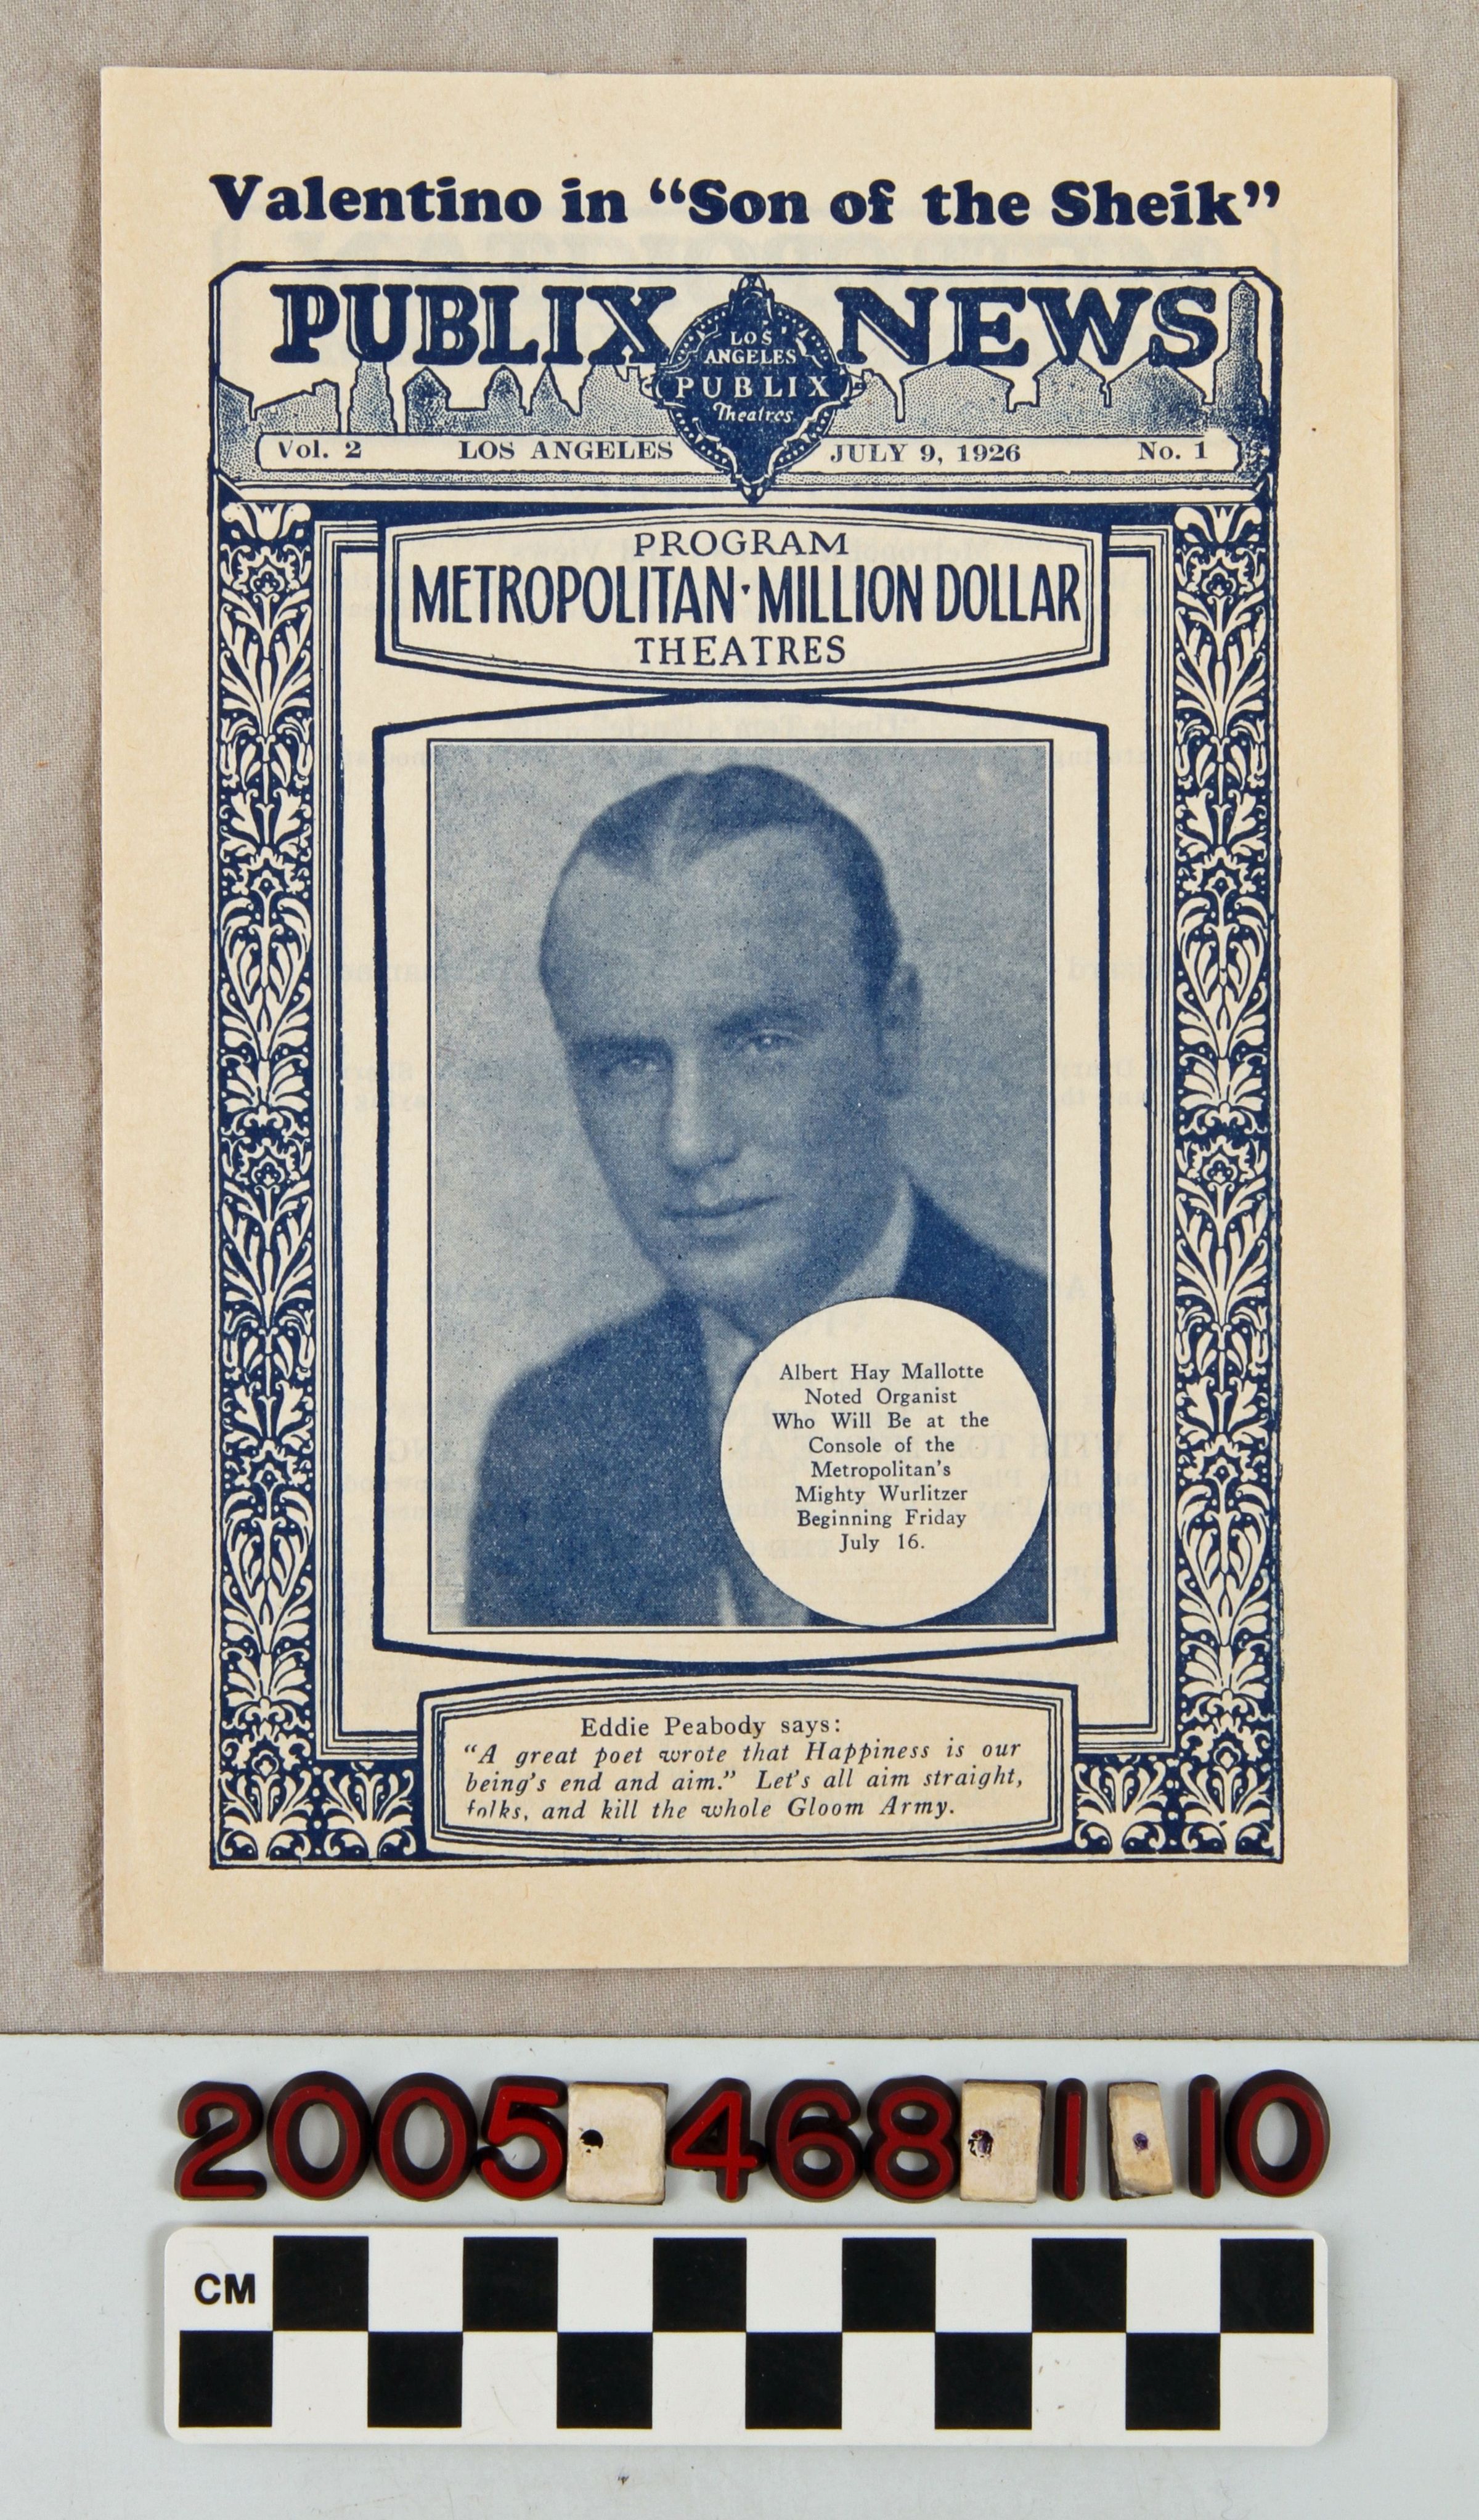 Valentino in “Son of the Sheik”
PUBLIX NEWS
LOS
ANGELES
PUBLIX
Theatres
Vol. 2 LOS ANGELES JULY 9, 1926 No. 1
PROGRAM
METROPOLITAN · MILLION DOLLAR
THEATRES
Albert Hay Mallotte
Noted Organist
Who Will Be at the
Console of the
Metropolitan's
Mighty Wurlitzer
Beginning Friday
July 16.
Eddie Peabody says:
“A great poet wrote that Happiness is our
being's end and aim.” Let's all aim straight,
folks, and kill the whole Gloom Army.
2005 · 468 · 1 · 10
CM